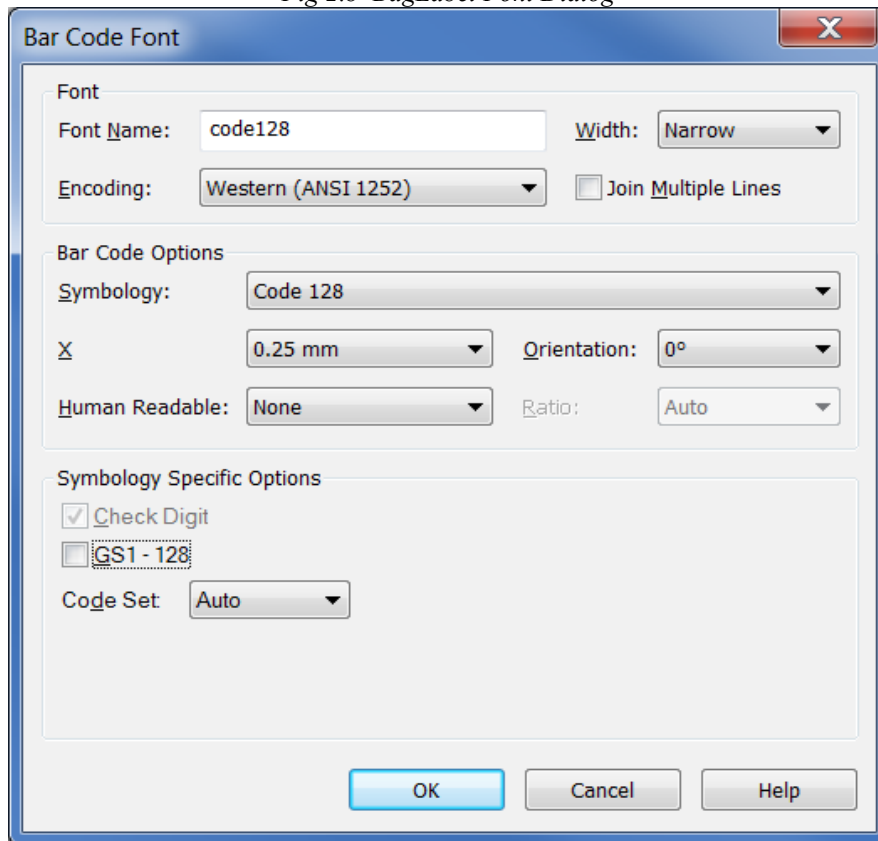 Bar Code Font
Font
Font Name: code128 Width: Narrow
Encoding: Western (ANSI 1252) Join Multiple Lines
Bar Code Options
Symbology: Code 128
X 0.25 mm Orientation: 0°
Human Readable: None Ratio: Auto
Symbology Specific Options
Check Digit
GS1 - 128
Code Set: Auto
OK Cancel Help